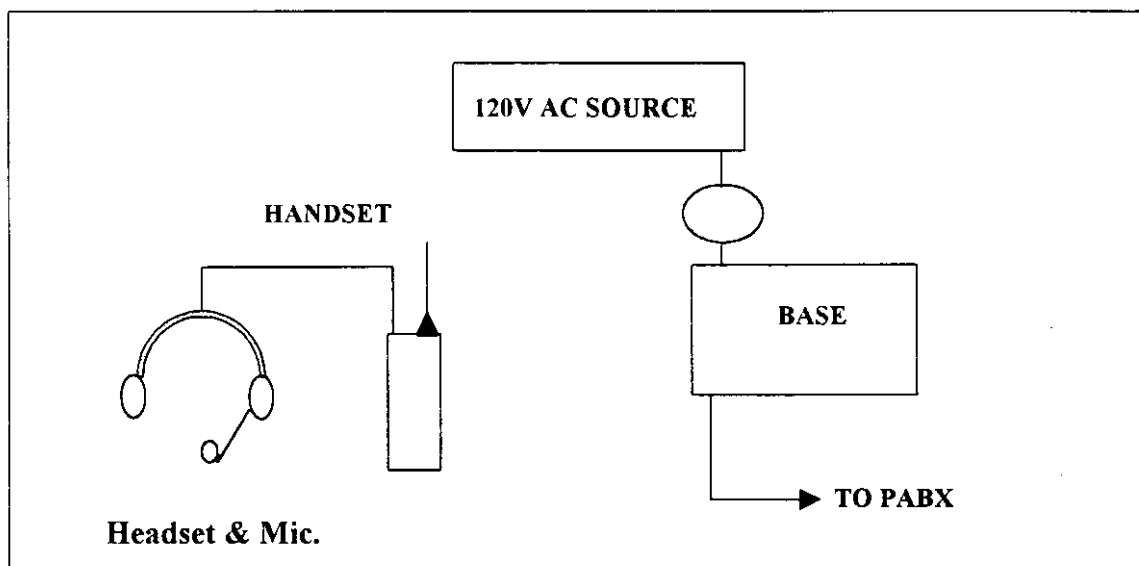 120V AC SOURCE
HANDSET
BASE
TO PABX
Headset & Mic.